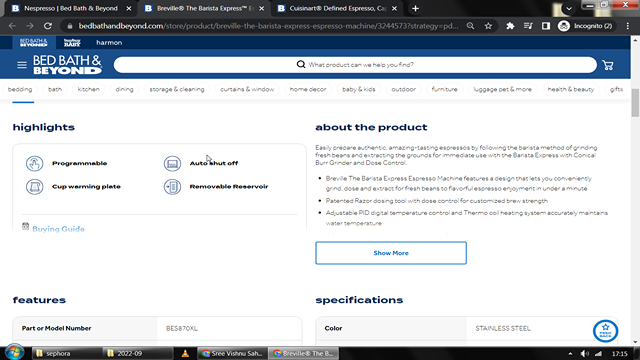 Nespresso | Bed Bath & Beyond
Breville® The Barista Express™ E
Cuisinart® Defined Espresso, Cap
bedbathandbeyond.com/store/product/breville-the-barista-express-espresso-machine/3244573?strategy=pd...
Incognito (2)
BED BATH & BEYOND
harmon
BED BATH &
BEYOND
What product can we help you find?
bedding bath kitchen dining storage & cleaning curtains & window home decor baby & kids outdoor furniture luggage pet & more health & beauty gifts
highlights
Programmable
Auto shut off
Cup warming plate
Removable Reservoir
Buying Guide
about the product
Easily prepare authentic, amazing-tasting espressos by following the barista method of grinding
fresh beans and extracting the grounds for immediate use with the Barista Express with Conical
Burr Grinder and Dose Control.
Breville The Barista Express Espresso Machine features a design that lets you conveniently
grind, dose and extract for fresh beans to flavorful espresso enjoyment in under a minute
Patented Razor dosing tool with dose control for customized brew strength
Adjustable PID digital temperature control and Thermo coil heating system accurately maintains
water temperature
Show More
features
Part or Model Number BES870XL
specifications
Color STAINLESS STEEL
FEED
BACK
sephora
2022-09
Sree Vishnu Sah...
Breville® The B...
17:15